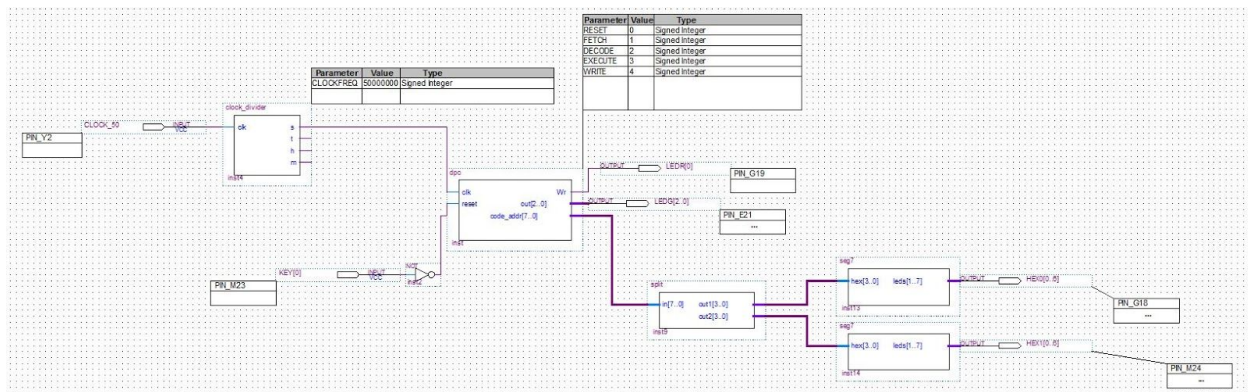 Parameter Value Type
RESET 0 Signed Integer
FETCH 1 Signed Integer
DECODE 2 Signed Integer
EXECUTE 3 Signed Integer
WRITE 4 Signed Integer
Parameter Value Type
CLOCKFREQ 50000000 Signed Integer
clock_divider
CLOCK_50 INPUT VCC
PIN_Y2
clk s
t
h
m
inst4
dpc
clk Wr
reset out[2..0]
code_addr[7..0]
inst
OUTPUT LEDR[0]
PIN_G19
OUTPUT LEDG[2..0]
PIN_E21
...
KEY[0] INPUT VCC
NOT
inst2
PIN_M23
split
in[7..0] out1[3..0]
out2[3..0]
inst9
seg7
hex[3..0] leds[1..7]
inst13
OUTPUT HEX0[0..6]
PIN_G18
...
seg7
hex[3..0] leds[1..7]
inst14
OUTPUT HEX1[0..6]
PIN_M24
...